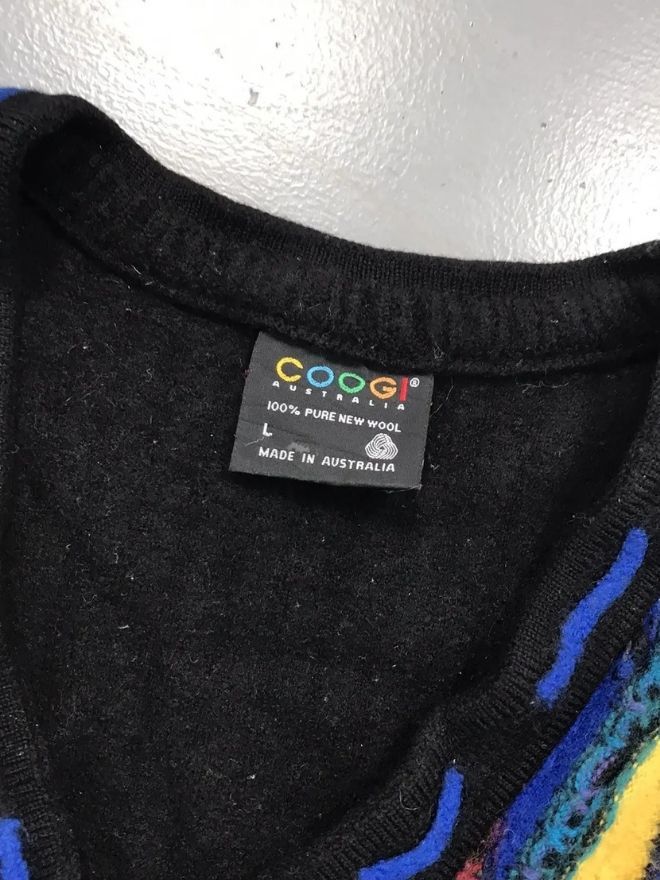 COOGI®
AUSTRALIA
100% PURE NEW WOOL
L
MADE IN AUSTRALIA